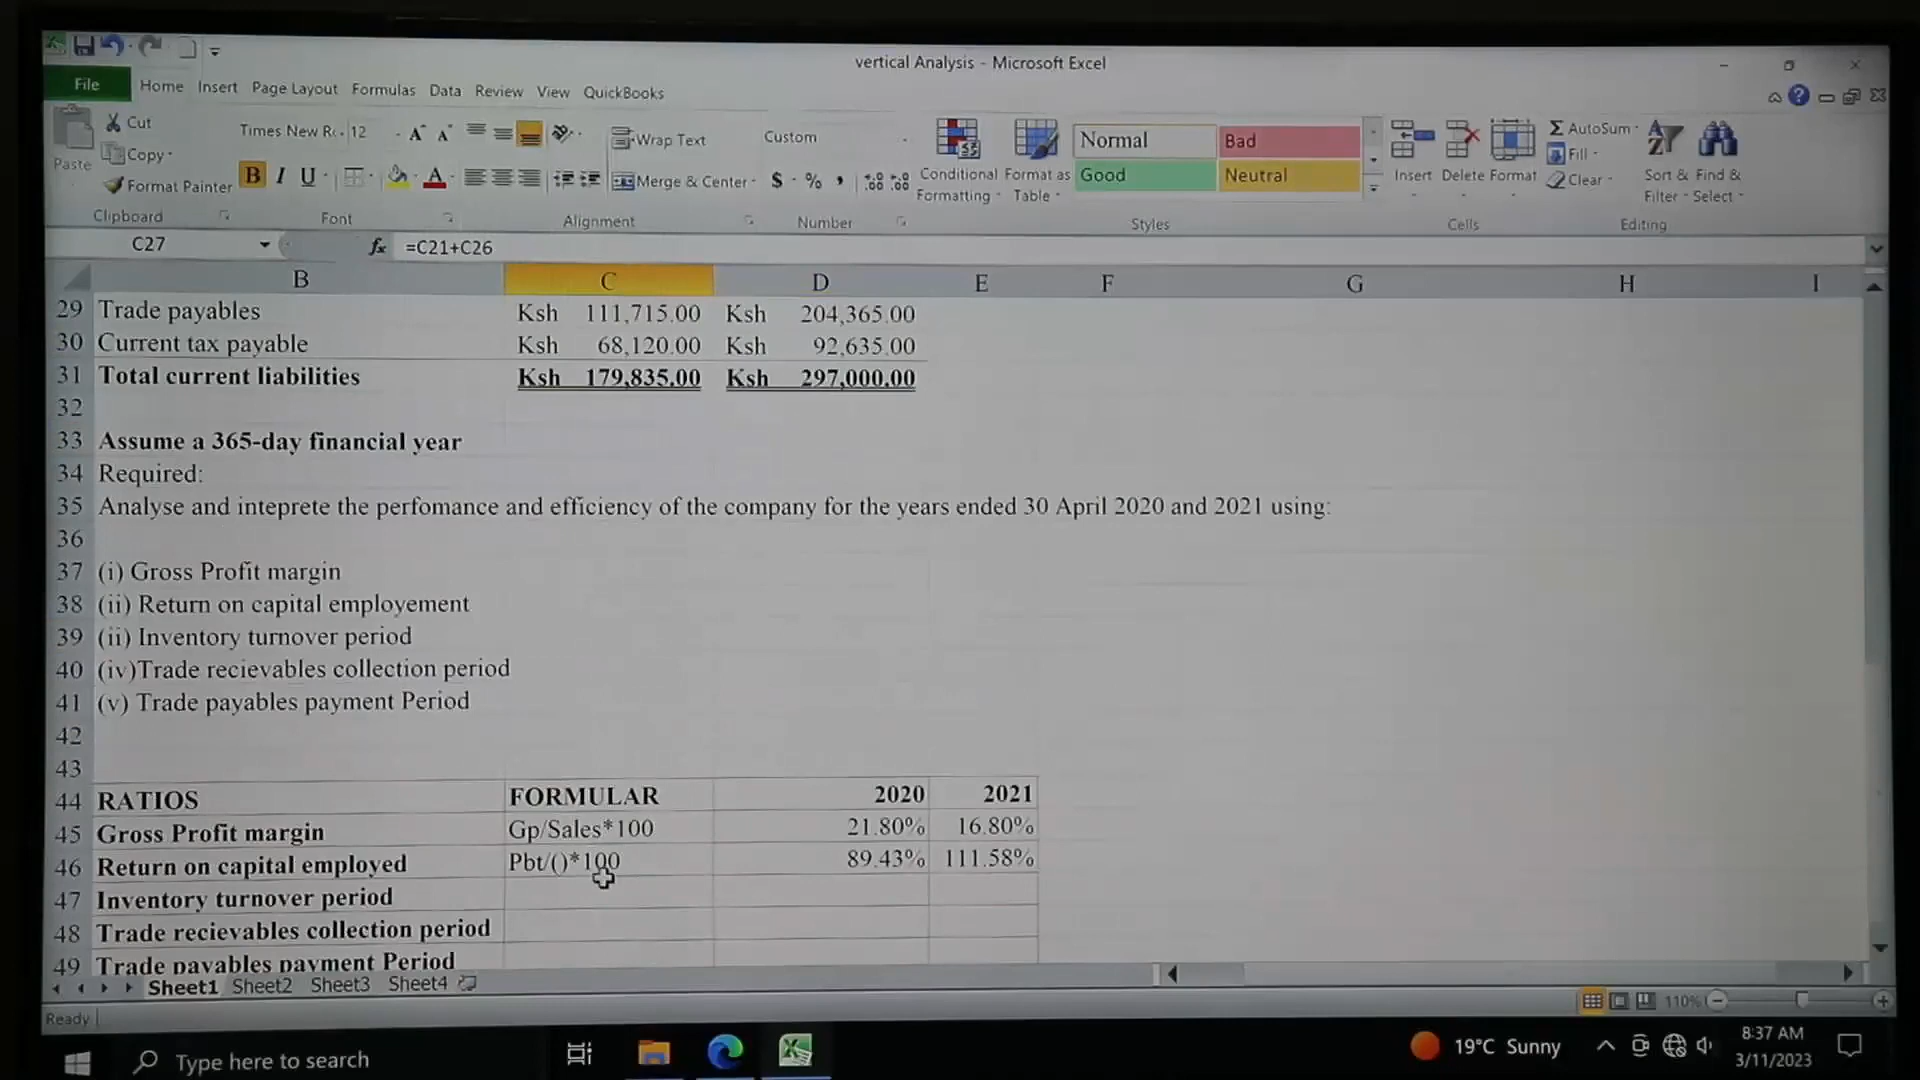 vertical Analysis - Microsoft Excel
File Home Insert Page Layout Formulas Data Review View QuickBooks
Cut
Copy
Format Painter
Paste
Clipboard
Times New Ro 12
B I U
Font
Wrap Text
Merge & Center
Alignment
Custom
$ % ,
Number
Conditional Formatting
Format as Table
Normal Bad
Good Neutral
Styles
Insert Delete Format
Cells
Σ AutoSum
Fill
Clear
Sort & Filter
Find & Select
Editing
C27 fx =C21+C26
B C D E F G H I
29 Trade payables Ksh 111,715.00 Ksh 204,365.00
30 Current tax payable Ksh 68,120.00 Ksh 92,635.00
31 Total current liabilities Ksh 179,835.00 Ksh 297,000.00
32
33 Assume a 365-day financial year
34 Required:
35 Analyse and inteprete the perfomance and efficiency of the company for the years ended 30 April 2020 and 2021 using:
36
37 (i) Gross Profit margin
38 (ii) Return on capital employement
39 (ii) Inventory turnover period
40 (iv)Trade recievables collection period
41 (v) Trade payables payment Period
42
43
44 RATIOS FORMULAR 2020 2021
45 Gross Profit margin Gp/Sales*100 21.80% 16.80%
46 Return on capital employed Pbt/()*100 89.43% 111.58%
47 Inventory turnover period
48 Trade recievables collection period
49 Trade payables payment Period
Sheet1 Sheet2 Sheet3 Sheet4
Ready 110%
Type here to search 19°C Sunny 8:37 AM
3/11/2023